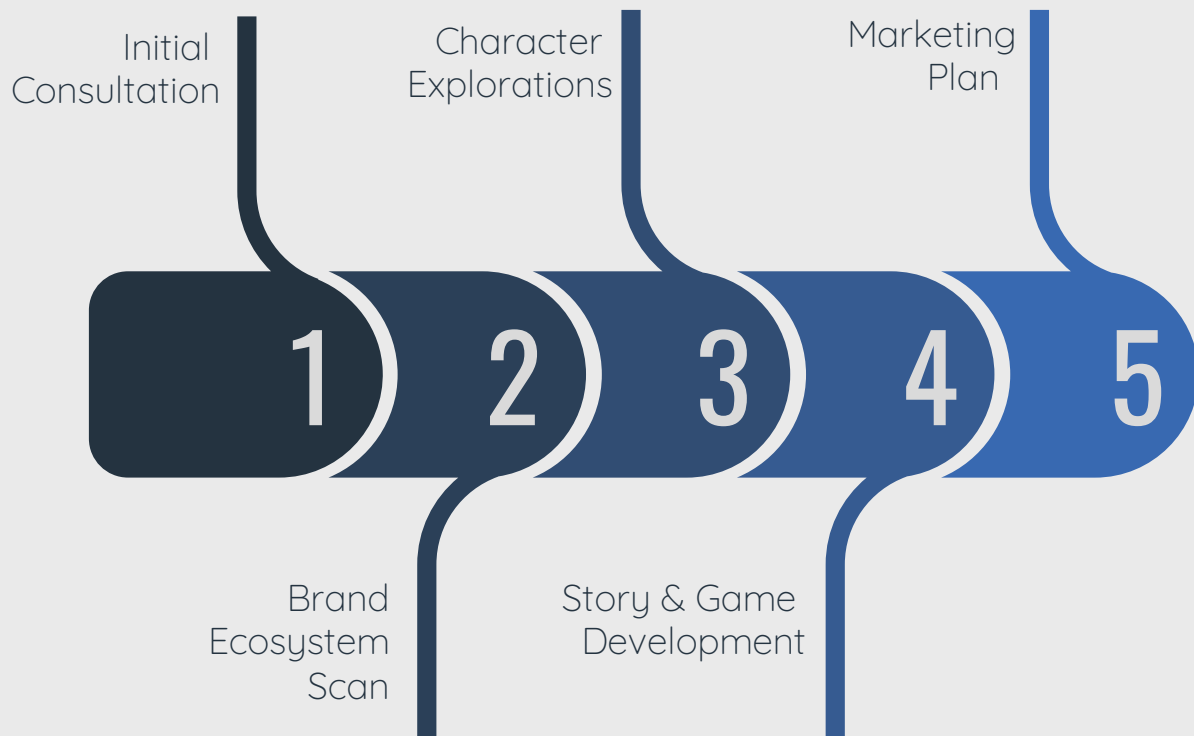 Initial
Consultation
Character
Explorations
Marketing
Plan
1
2
3
4
5
Brand
Ecosystem
Scan
Story & Game
Development